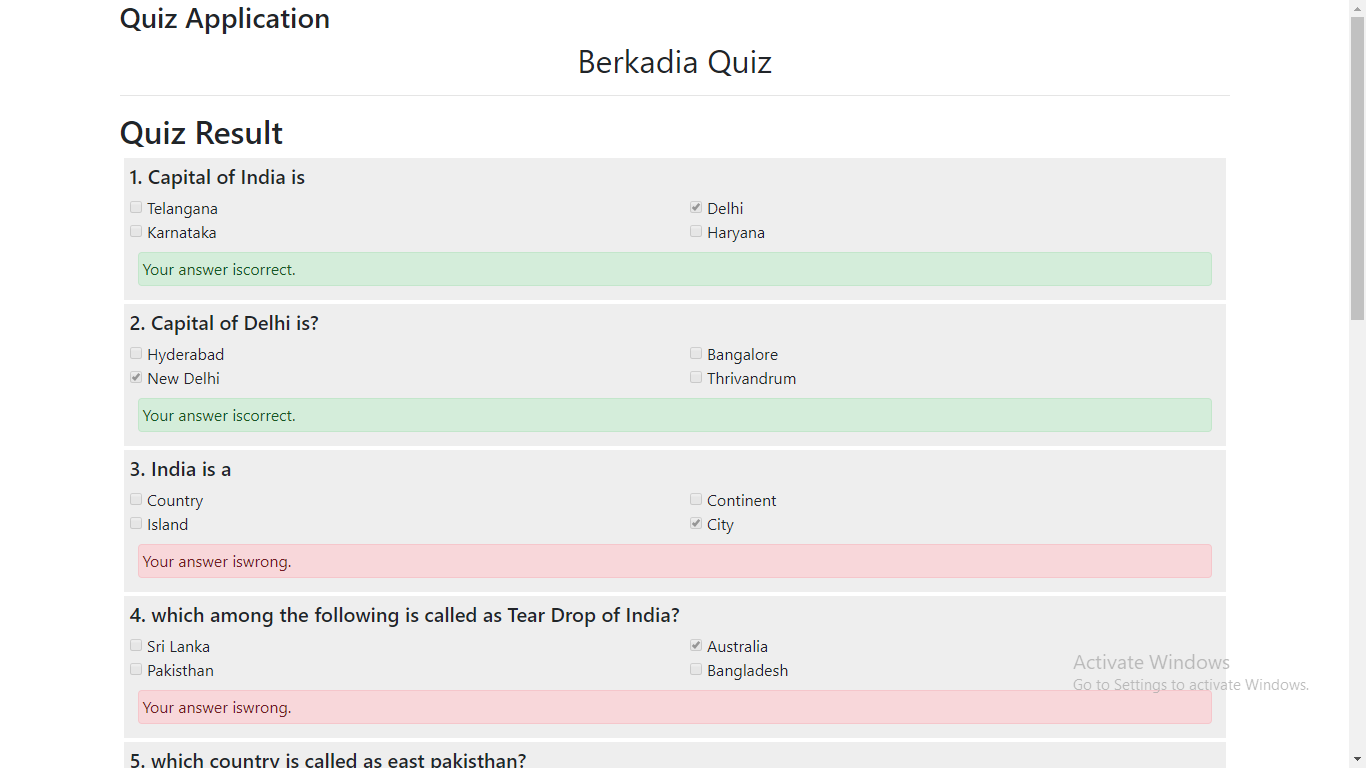 Quiz Application
Berkadia Quiz
Quiz Result
1. Capital of India is
Telangana
Delhi
Karnataka
Haryana
Your answer iscorrect.
2. Capital of Delhi is?
Hyderabad
Bangalore
New Delhi
Thrivandrum
Your answer iscorrect.
3. India is a
Country
Continent
Island
City
Your answer iswrong.
4. which among the following is called as Tear Drop of India?
Sri Lanka
Australia
Pakisthan
Bangladesh
Activate Windows
Go to Settings to activate Windows.
Your answer iswrong.
5. which country is called as east pakisthan?